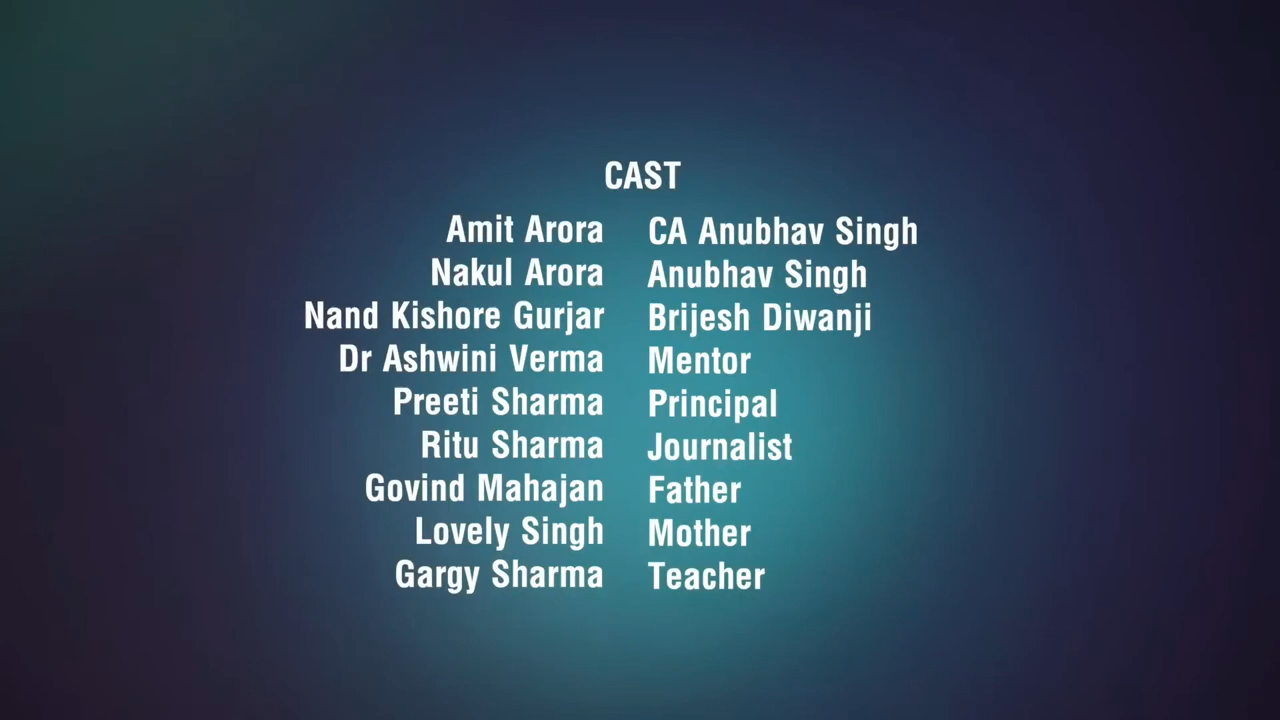 CAST
Amit Arora CA Anubhav Singh
Nakul Arora Anubhav Singh
Nand Kishore Gurjar Brijesh Diwanji
Dr Ashwini Verma Mentor
Preeti Sharma Principal
Ritu Sharma Journalist
Govind Mahajan Father
Lovely Singh Mother
Gargy Sharma Teacher